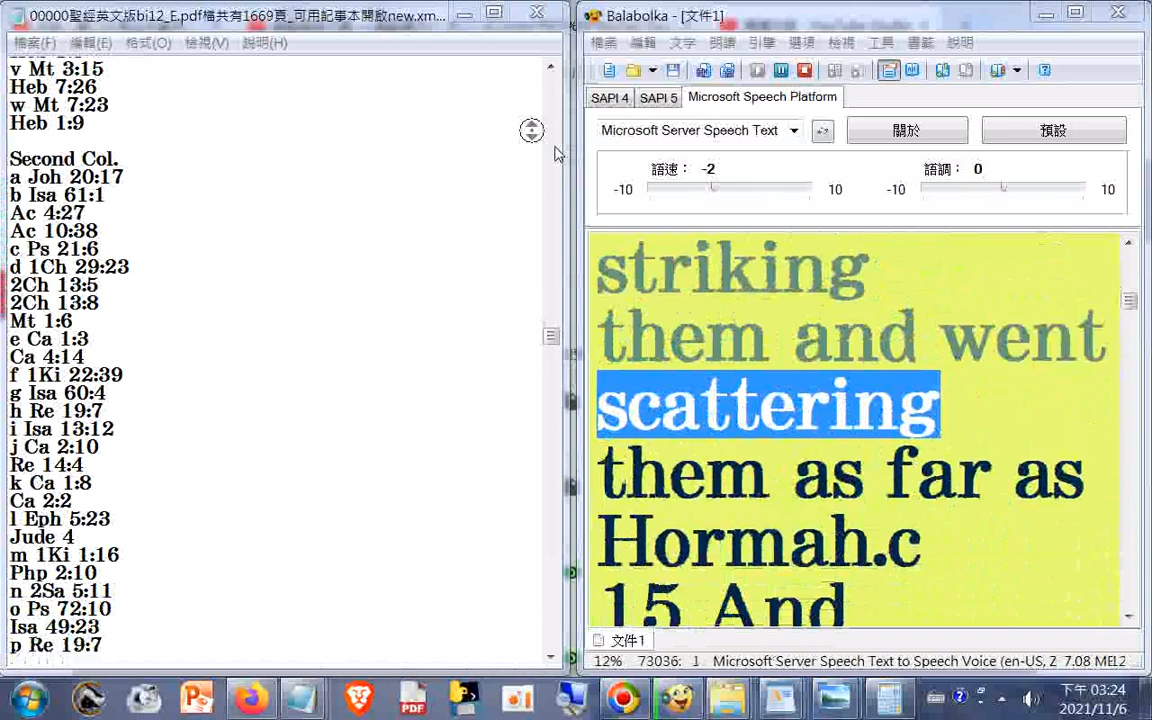 00000聖經英文版bi12_E.pdf檔共有1669頁_可用記事本開啟new.xm...
檔案(F) 編輯(E) 格式(O) 檢視(V) 說明(H)
v Mt 3:15
Heb 7:26
w Mt 7:23
Heb 1:9
Second Col.
a Joh 20:17
b Isa 61:1
Ac 4:27
Ac 10:38
c Ps 21:6
d 1Ch 29:23
2Ch 13:5
2Ch 13:8
Mt 1:6
e Ca 1:3
Ca 4:14
f 1Ki 22:39
g Isa 60:4
h Re 19:7
i Isa 13:12
j Ca 2:10
Re 14:4
k Ca 1:8
Ca 2:2
l Eph 5:23
Jude 4
m 1Ki 1:16
Php 2:10
n 2Sa 5:11
o Ps 72:10
Isa 49:23
p Re 19:7
Balabolka - [文件1]
檔案 編輯 文字 朗讀 引擎 選項 檢視 工具 書籤 說明
SAPI 4 SAPI 5 Microsoft Speech Platform
Microsoft Server Speech Text 關於 預設
語速： -2 語調： 0
-10 10 -10 10
striking
them and went
scattering
them as far as
Hormah.c
15 And
文件1
12% 73036: 1 Microsoft Server Speech Text to Speech Voice (en-US, 2 7.08 ME12
PDF
下午 03:24
2021/11/6